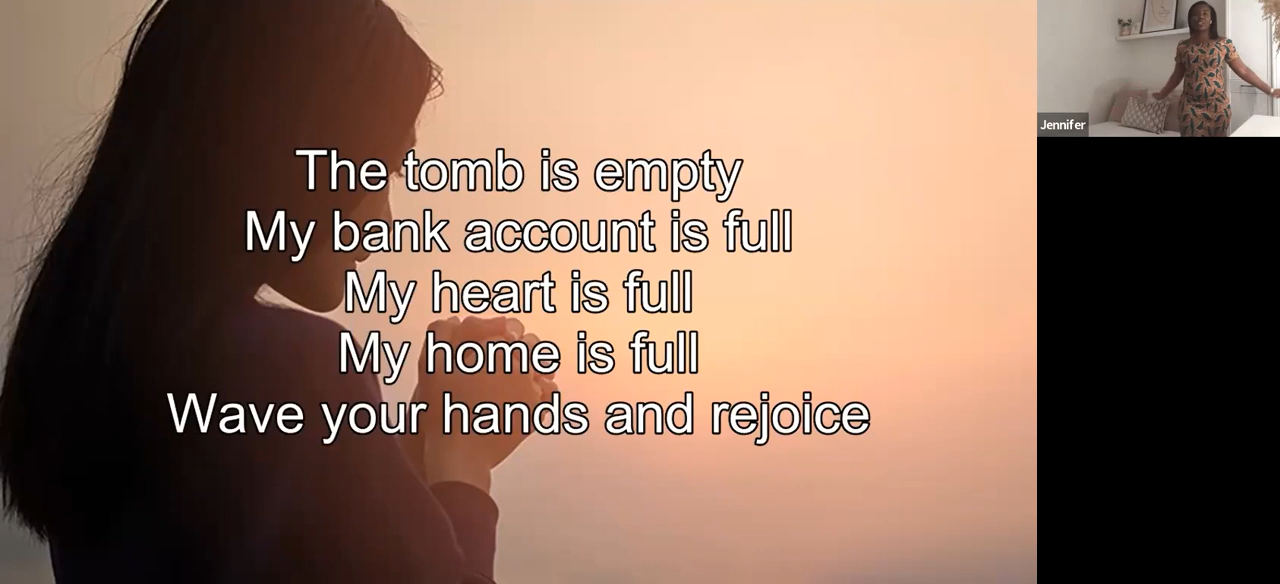 The tomb is empty
My bank account is full
My heart is full
My home is full
Wave your hands and rejoice
Jennifer